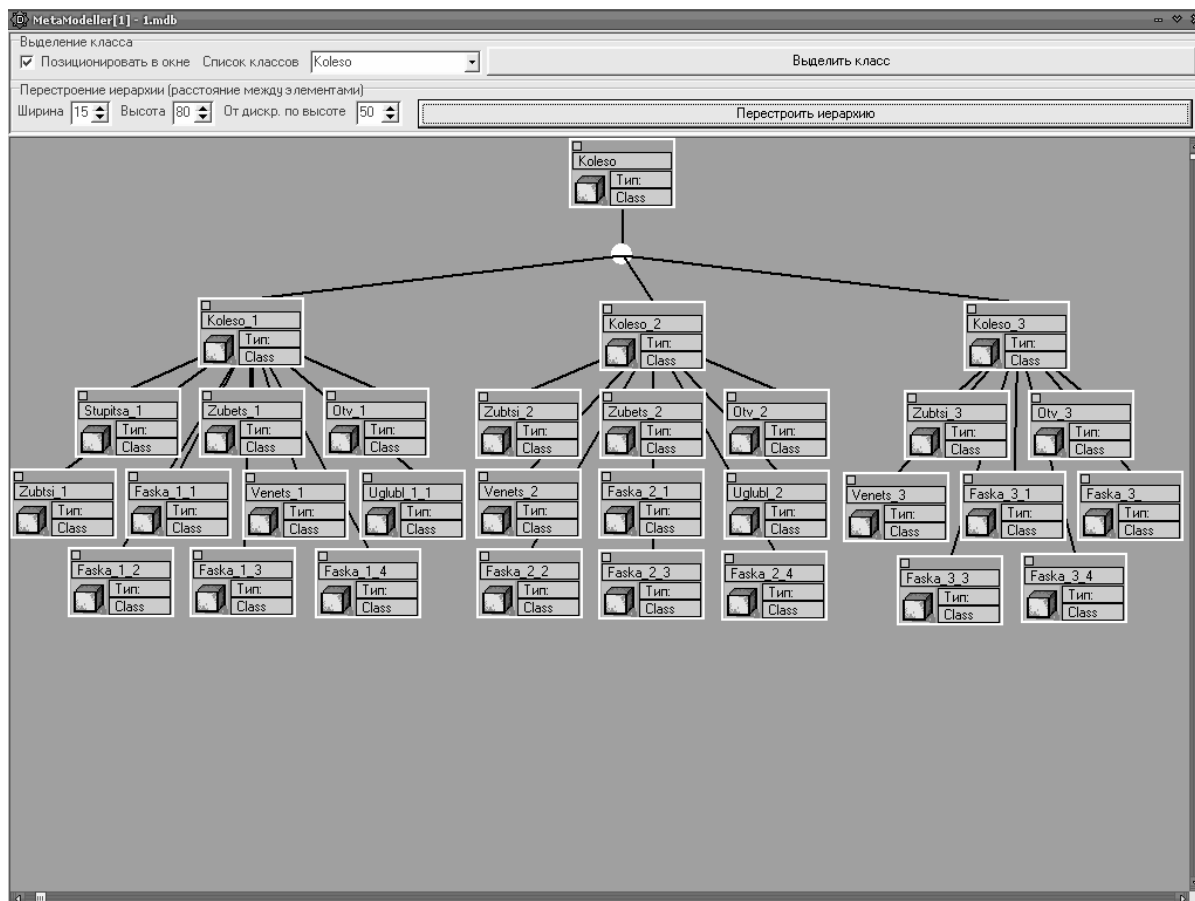 MetaModeller[1] - 1.mdb
Выделение класса
Позиционировать в окне Список классов Koleso Выделить класс
Перестроение иерархии (расстояние между элементами)
Ширина 15 Высота 80 От дискр. по высоте 50 Перестроить иерархию
Koleso
Тип:
Class
Koleso_1 Koleso_2 Koleso_3
Тип: Тип: Тип:
Class Class Class
Stupitsa_1 Zubets_1 Otv_1 Zubtsi_2 Zubets_2 Otv_2 Zubtsi_3 Otv_3
Тип: Тип: Тип: Тип: Тип: Тип: Тип: Тип:
Class Class Class Class Class Class Class Class
Zubtsi_1 Faska_1_1 Venets_1 Uglubl_1_1 Venets_2 Faska_2_1 Uglubl_2 Venets_3 Faska_3_1 Faska_3_
Тип: Тип: Тип: Тип: Тип: Тип: Тип: Тип: Тип: Тип:
Class Class Class Class Class Class Class Class Class Class
Faska_1_2 Faska_1_3 Faska_1_4 Faska_2_2 Faska_2_3 Faska_2_4 Faska_3_3 Faska_3_4
Тип: Тип: Тип: Тип: Тип: Тип: Тип: Тип:
Class Class Class Class Class Class Class Class